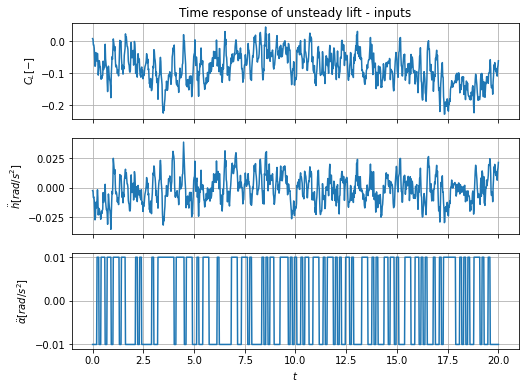 Time response of unsteady lift - inputs
C_L[−]
0.0
−0.1
−0.2
ḧ[rad/s²]
0.025
0.000
−0.025
α̈[rad/s²]
0.01
0.00
−0.01
0.0 2.5 5.0 7.5 10.0 12.5 15.0 17.5 20.0
t